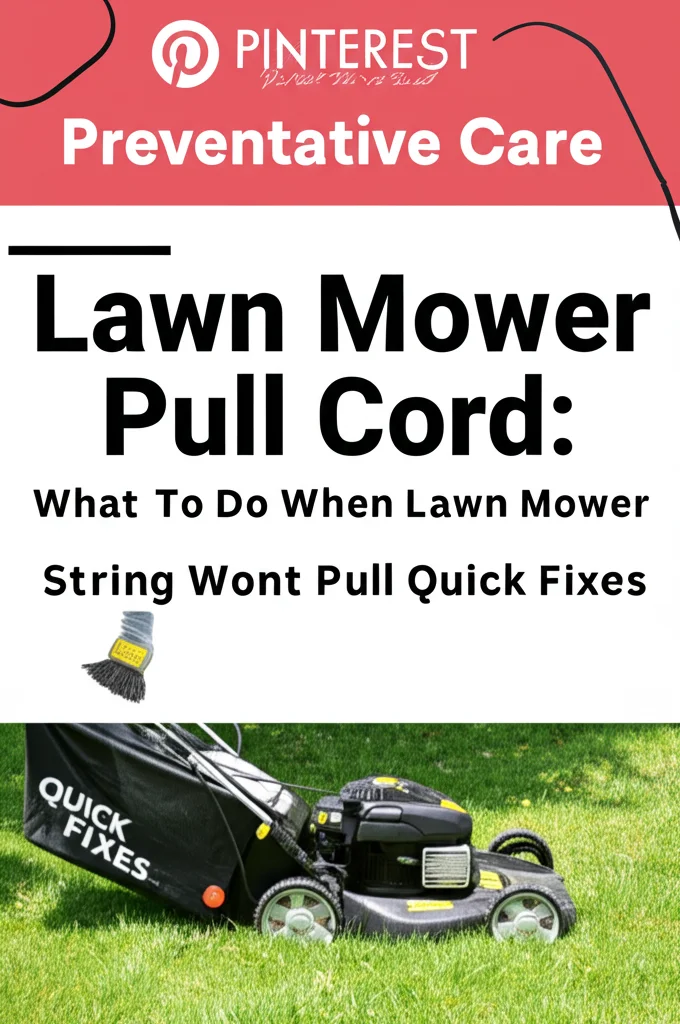 PINTEREST
Preventative Care
Lawn Mower
Pull Cord:
What To Do When Lawn Mower
String Wont Pull Quick Fixes
QUICK
FIXES